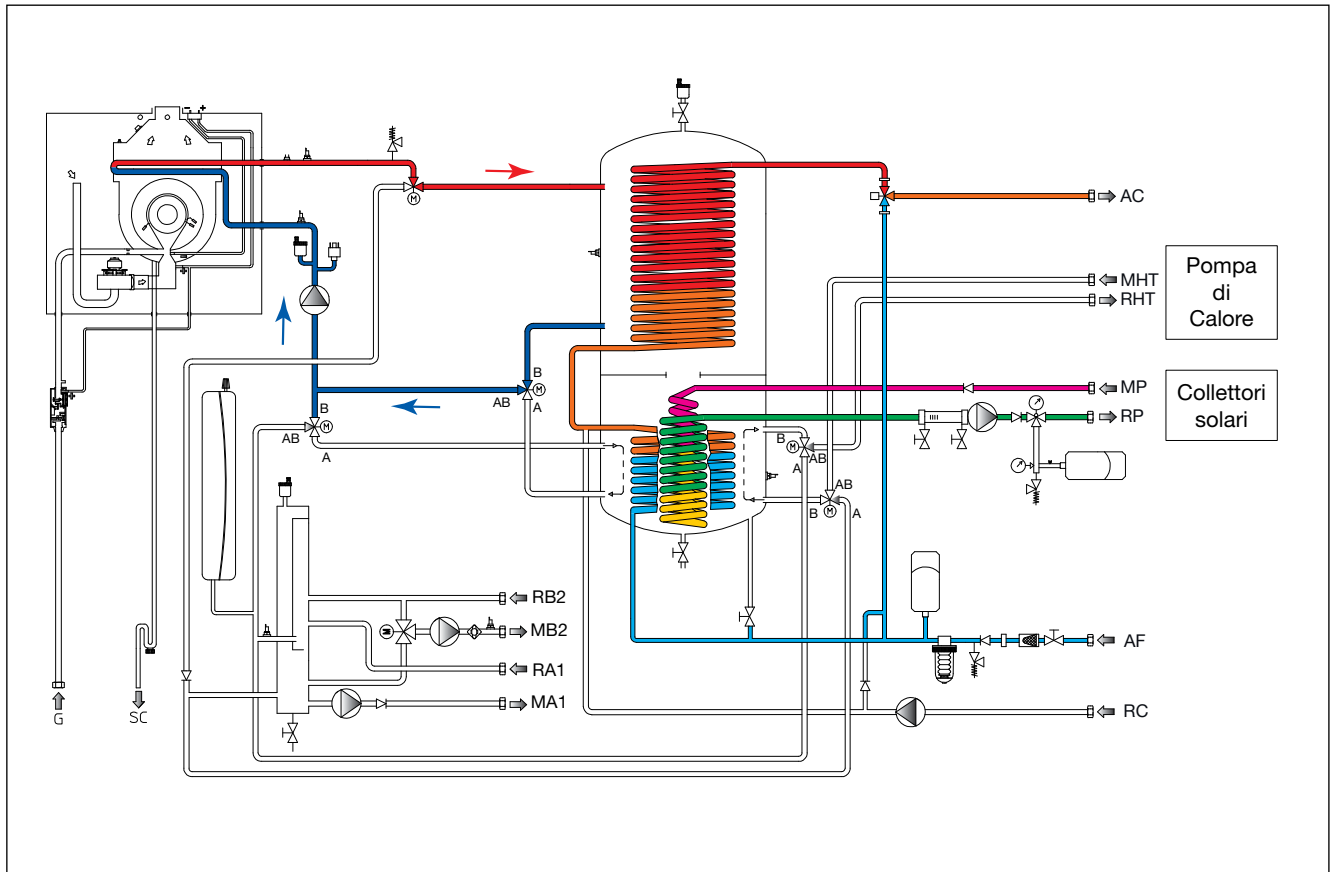 M
AC
MHT
RHT
Pompa
di
Calore
B
M
AB
A
MP
Collettori
solari
RP
B
AB
M
A
B
M
AB
A
AB
B
M
A
M
RB2
MB2
AF
RA1
MA1
RC
G
SC